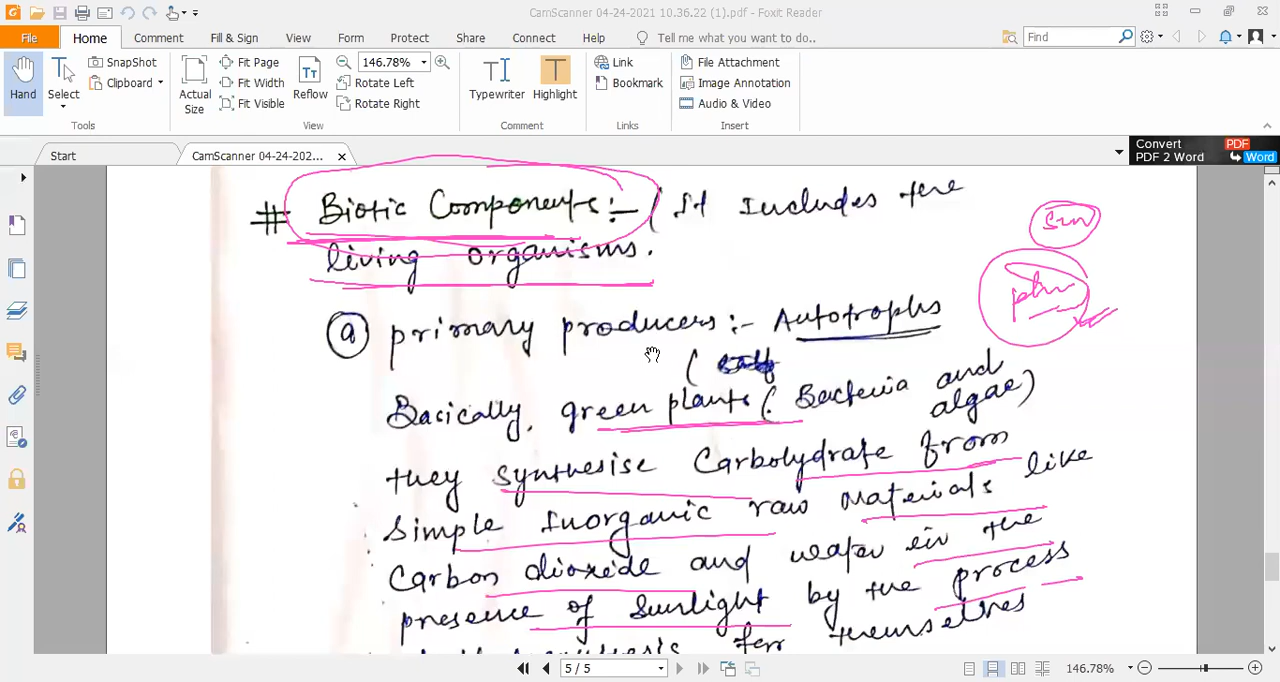 CamScanner 04-24-2021 10.36.22 (1).pdf - Foxit Reader
File Home Comment Fill & Sign View Form Protect Share Connect Help Tell me what you want to do.. Find
Hand Select SnapShot Clipboard Actual Size Fit Page Fit Width Fit Visible Reflow 146.78% Rotate Left Rotate Right Typewriter Highlight Link Bookmark File Attachment Image Annotation Audio & Video
Tools View Comment Links Insert
Start CamScanner 04-24-202... Convert PDF 2 Word PDF Word
# Biotic Components :- ( It Includes the
living organisms.
sun
(a) primary producers :- Autotrophs
Basically, green plants (. Bacteria and
algae)
they synthesise Carbohydrate from
Simple Inorganic raw Materials like
Carbon dioxide and water in the
presence of Sunlight by the process
for themselves
5 / 5 146.78%